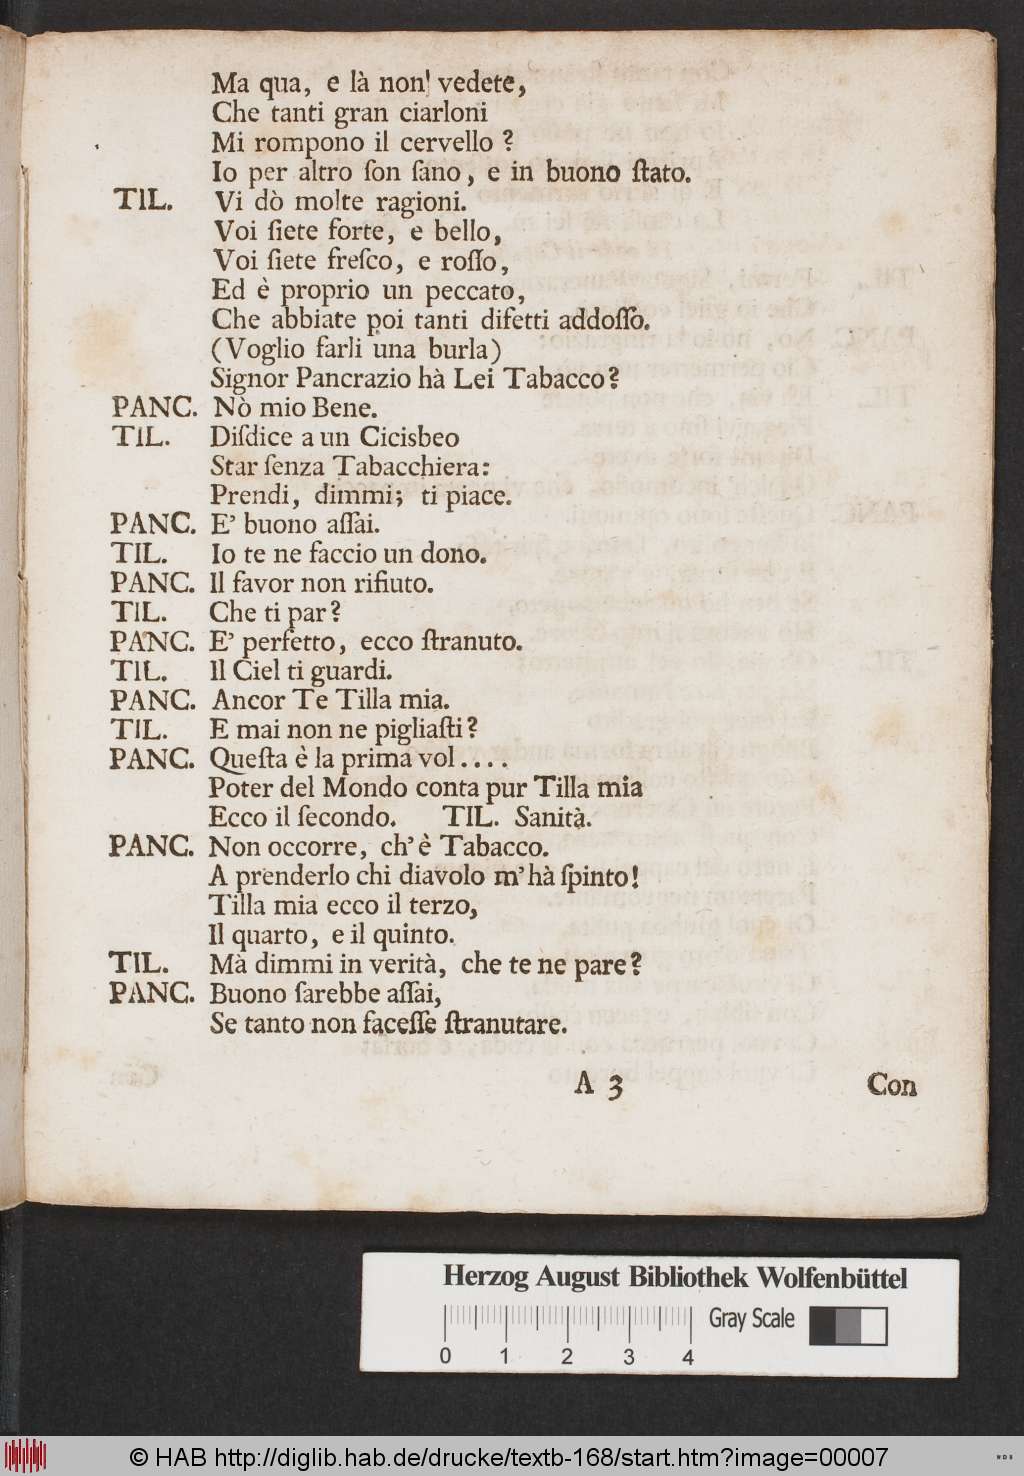 Ma qua, e là non vedete,
Che tanti gran ciarloni
Mi rompono il cervello ?
Io per altro ſon ſano, e in buono ſtato.
TIL. Vi dò molte ragioni.
Voi ſiete forte, e bello,
Voi ſiete freſco, e roſſo,
Ed è proprio un peccato,
Che abbiate poi tanti difetti addoſſo.
(Voglio farli una burla)
Signor Pancrazio hà Lei Tabacco?
PANC. Nò mio Bene.
TIL. Diſdice a un Cicisbeo
Star ſenza Tabacchiera:
Prendi, dimmi; ti piace.
PANC. E' buono aſſai.
TIL. Io te ne faccio un dono.
PANC. Il favor non rifiuto.
TIL. Che ti par?
PANC. E' perfetto, ecco ſtranuto.
TIL. Il Ciel ti guardi.
PANC. Ancor Te Tilla mia.
TIL. E mai non ne pigliaſti?
PANC. Queſta è la prima vol....
Poter del Mondo conta pur Tilla mia
Ecco il ſecondo. TIL. Sanità.
PANC. Non occorre, ch'è Tabacco.
A prenderlo chi diavolo m'hà ſpinto!
Tilla mia ecco il terzo,
Il quarto, e il quinto.
TIL. Mà dimmi in verità, che te ne pare?
PANC. Buono ſarebbe aſſai,
Se tanto non faceſſe ſtranutare.
A 3 Con
Herzog August Bibliothek Wolfenbüttel
Gray Scale
0 1 2 3 4
© HAB http://diglib.hab.de/drucke/textb-168/start.htm?image=00007